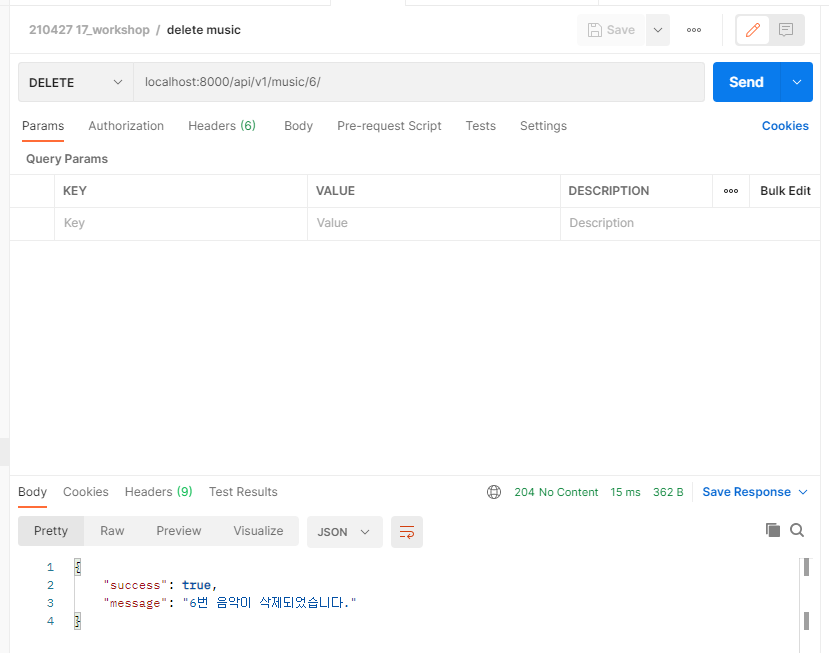 210427 17_workshop / delete music Save ooo
DELETE localhost:8000/api/v1/music/6/ Send
Params Authorization Headers (6) Body Pre-request Script Tests Settings Cookies
Query Params
KEY VALUE DESCRIPTION ooo Bulk Edit
Key Value Description
Body Cookies Headers (9) Test Results 204 No Content 15 ms 362 B Save Response
Pretty Raw Preview Visualize JSON
1 {
2 "success": true,
3 "message": "6번 음악이 삭제되었습니다."
4 }